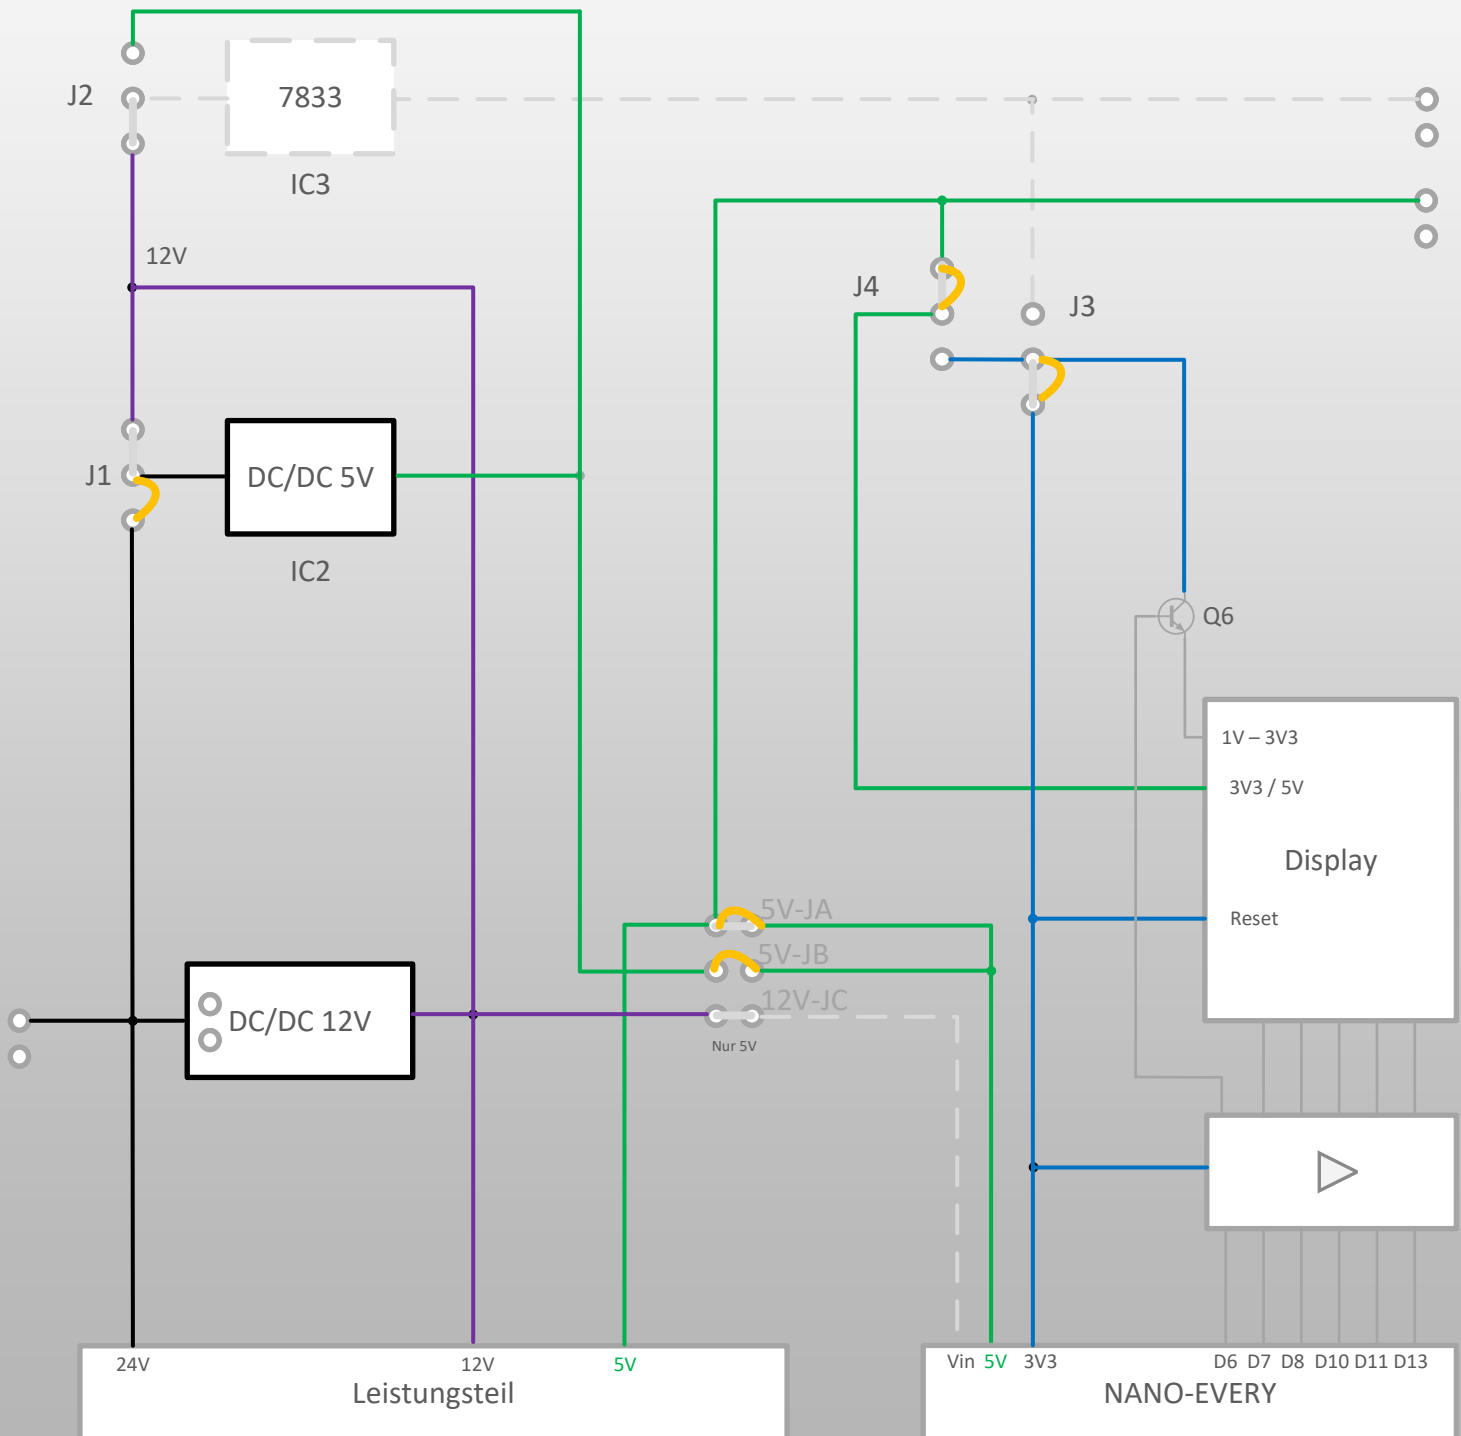 J2
7833
IC3
12V
J4
J3
J1
DC/DC 5V
IC2
Q6
1V – 3V3
3V3 / 5V
Display
Reset
5V-JA
5V-JB
12V-JC
Nur 5V
DC/DC 12V
24V
12V
5V
Leistungsteil
Vin 5V 3V3
D6 D7 D8 D10 D11 D13
NANO-EVERY